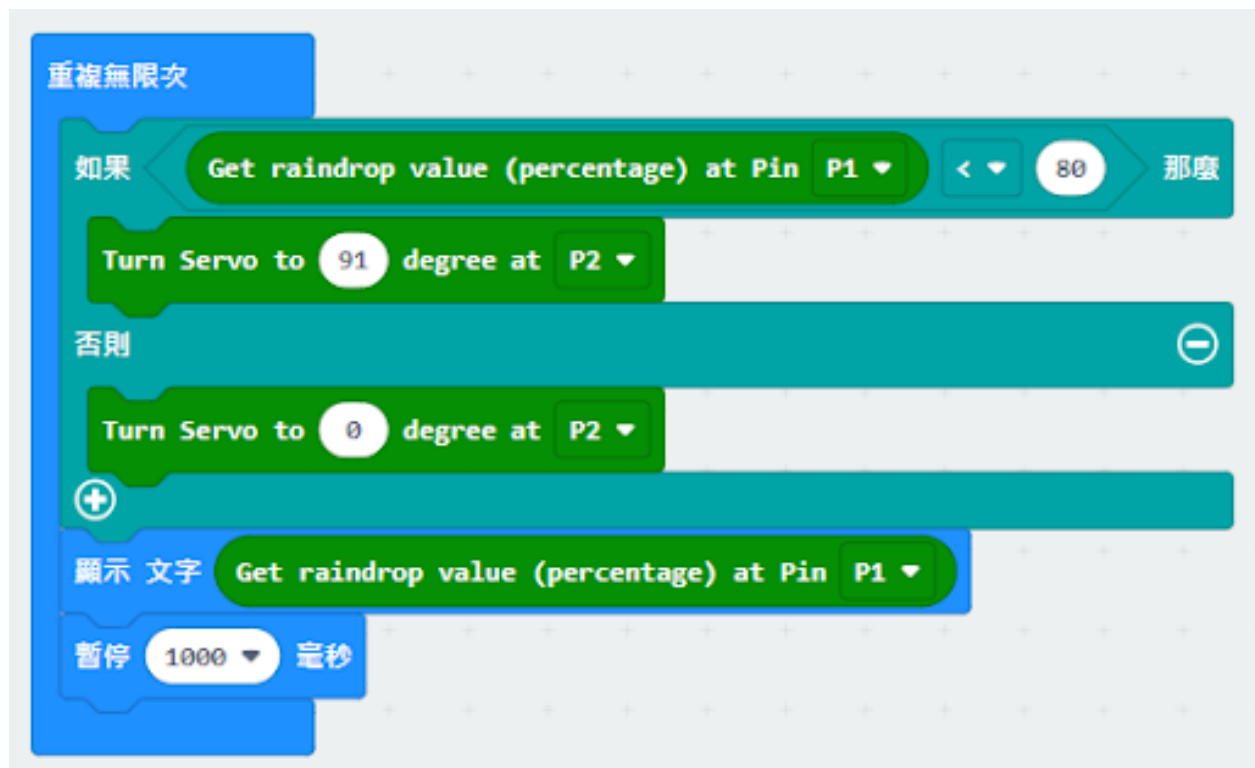 重複無限次
如果 Get raindrop value (percentage) at Pin P1 < 80 那麼
Turn Servo to 91 degree at P2
否則
Turn Servo to 0 degree at P2
顯示 文字 Get raindrop value (percentage) at Pin P1
暫停 1000 毫秒